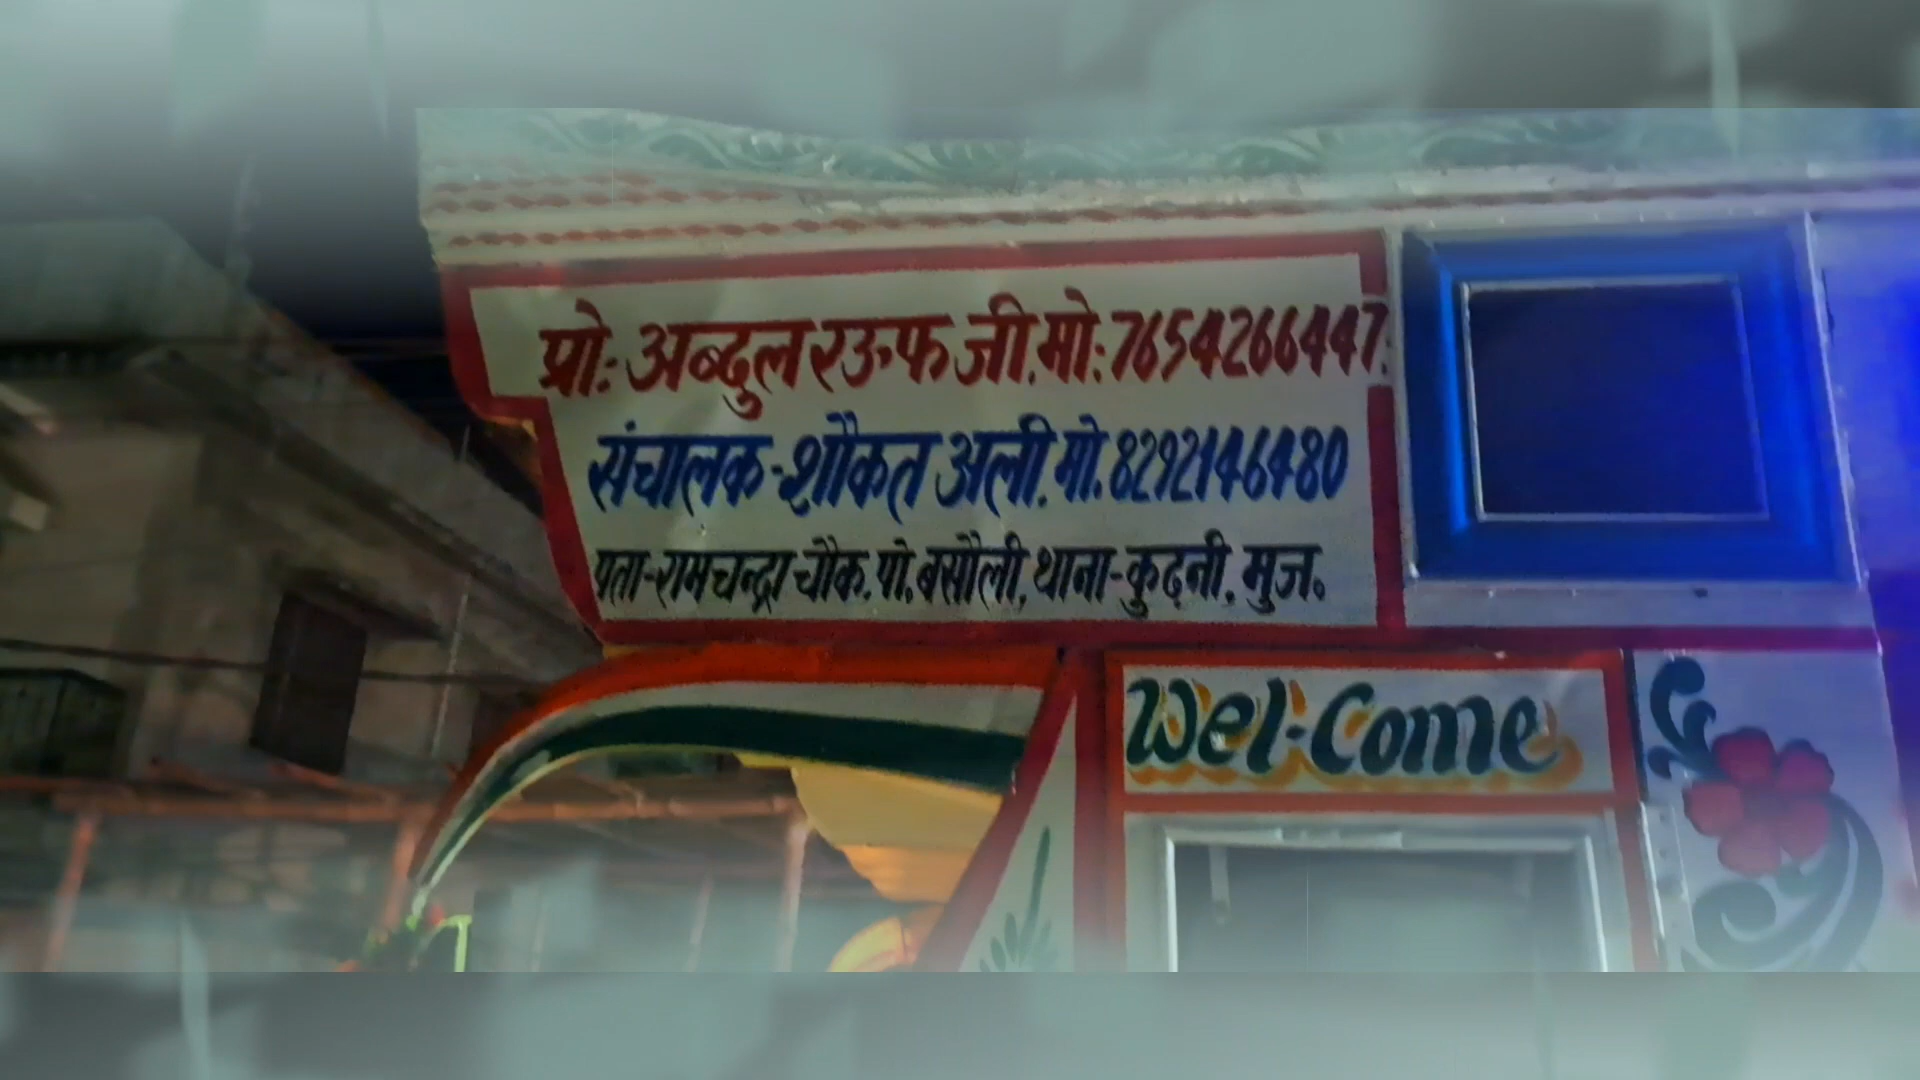 प्रो: अब्दुल रऊफ जी. मो: 7654266447.
संचालक-शौकत अली. मो. 8292146480
पता-रामचन्द्रा चौक. पो. बसौली, थाना-कुढ़नी, मुज.
Wel-Come